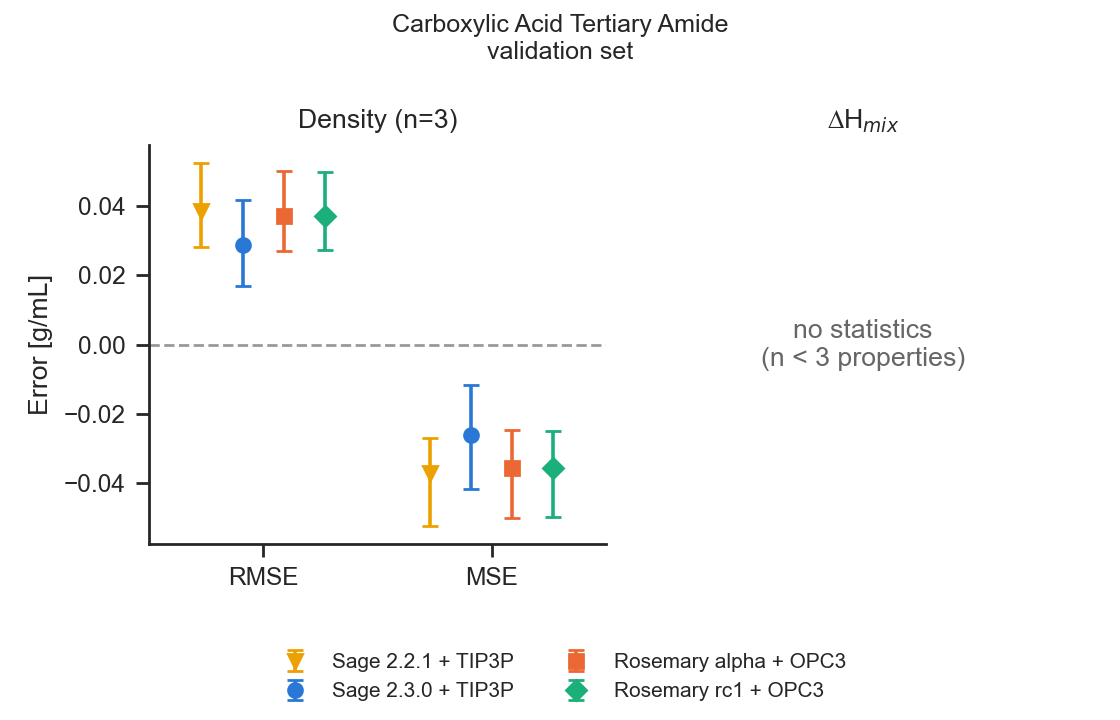 Carboxylic Acid Tertiary Amide
validation set
Density (n=3)
ΔH_mix
Error [g/mL]
0.04
0.02
0.00
−0.02
−0.04
RMSE
MSE
no statistics
(n < 3 properties)
Sage 2.2.1 + TIP3P
Sage 2.3.0 + TIP3P
Rosemary alpha + OPC3
Rosemary rc1 + OPC3